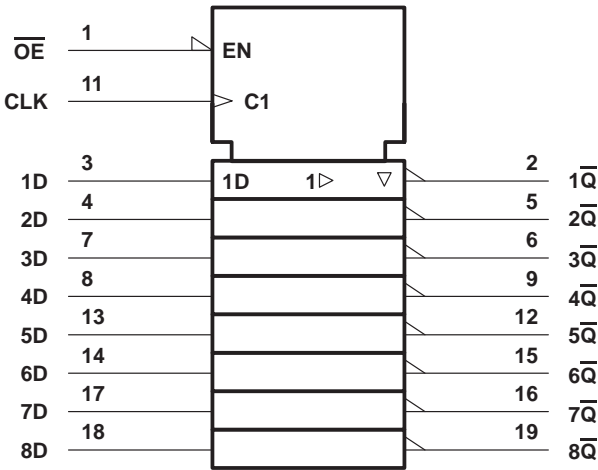 O̅E̅ 1 EN
CLK 11 C1
1D 3 1D 1 2 1Q̅
2D 4 5 2Q̅
3D 7 6 3Q̅
4D 8 9 4Q̅
5D 13 12 5Q̅
6D 14 15 6Q̅
7D 17 16 7Q̅
8D 18 19 8Q̅